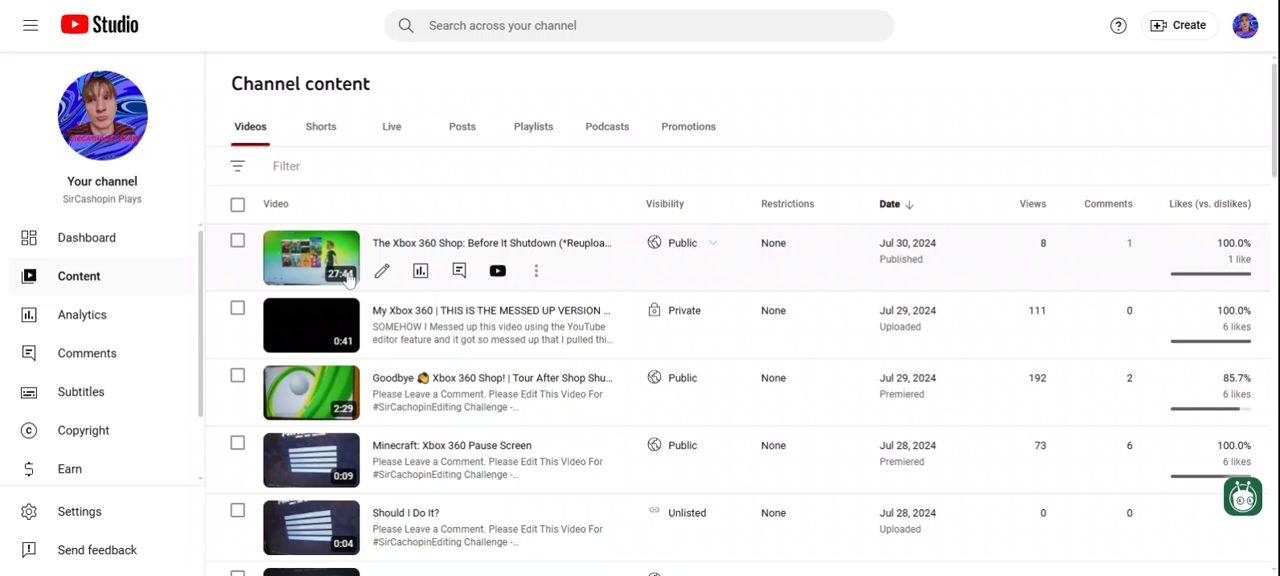 Studio
Search across your channel
?
Create
Your channel
SirCashopin Plays
Dashboard
Content
Analytics
Comments
Subtitles
Copyright
Earn
Settings
Send feedback
Channel content
Videos Shorts Live Posts Playlists Podcasts Promotions
Filter
Video Visibility Restrictions Date Views Comments Likes (vs. dislikes)
The Xbox 360 Shop: Before It Shutdown (*Reuploa... Public None Jul 30, 2024 8 1 100.0%
27:44 Published 1 like
My Xbox 360 | THIS IS THE MESSED UP VERSION ... Private None Jul 29, 2024 111 0 100.0%
SOMEHOW I Messed up this video using the YouTube Uploaded 6 likes
0:41 editor feature and it got so messed up that I pulled thi...
Goodbye 👏 Xbox 360 Shop! | Tour After Shop Shu... Public None Jul 29, 2024 192 2 85.7%
Please Leave a Comment. Please Edit This Video For Premiered 6 likes
2:29 #SirCachopinEditing Challenge -...
Minecraft: Xbox 360 Pause Screen Public None Jul 28, 2024 73 6 100.0%
Please Leave a Comment. Please Edit This Video For Premiered 6 likes
0:09 #SirCachopinEditing Challenge -...
Should I Do It? Unlisted None Jul 28, 2024 0 0
Please Leave a Comment. Please Edit This Video For Uploaded
0:04 #SirCachopinEditing Challenge -...